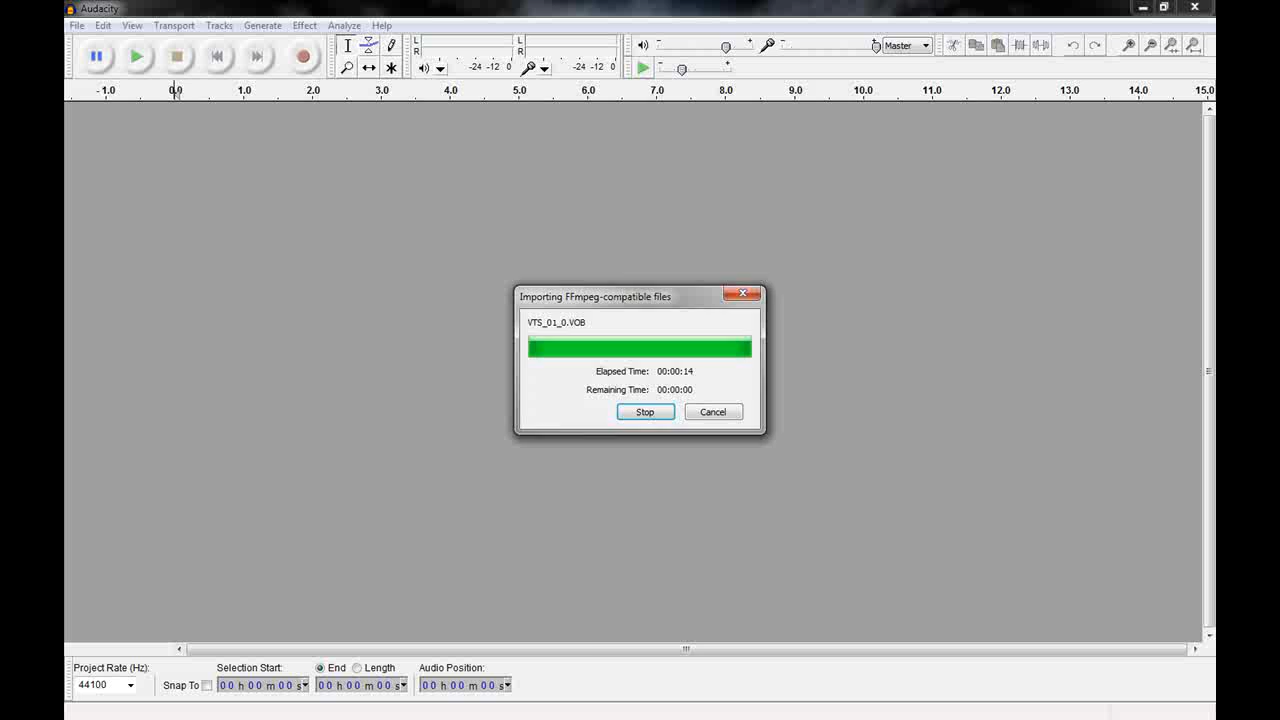 Audacity
File Edit View Transport Tracks Generate Effect Analyze Help
L L
R R
-24 -12 0 -24 -12 0
- + - + Master
- +
- 1.0 0.0 1.0 2.0 3.0 4.0 5.0 6.0 7.0 8.0 9.0 10.0 11.0 12.0 13.0 14.0 15.0
Importing FFmpeg-compatible files
VTS_01_0.VOB
Elapsed Time: 00:00:14
Remaining Time: 00:00:00
Stop Cancel
Project Rate (Hz): Selection Start: End Length Audio Position:
44100 Snap To 00 h 00 m 00 s 00 h 00 m 00 s 00 h 00 m 00 s